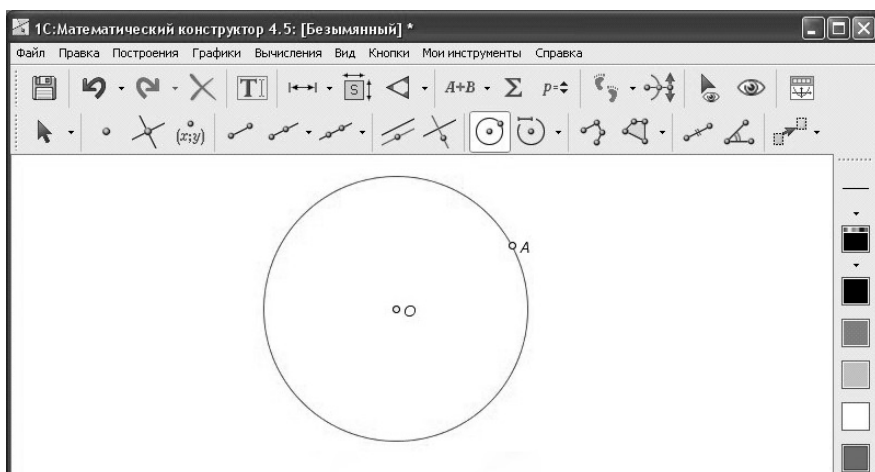 1С:Математический конструктор 4.5: [Безымянный] *
Файл Правка Построения Графики Вычисления Вид Кнопки Мои инструменты Справка
T S A+B Σ p=
(x;y)
A
O